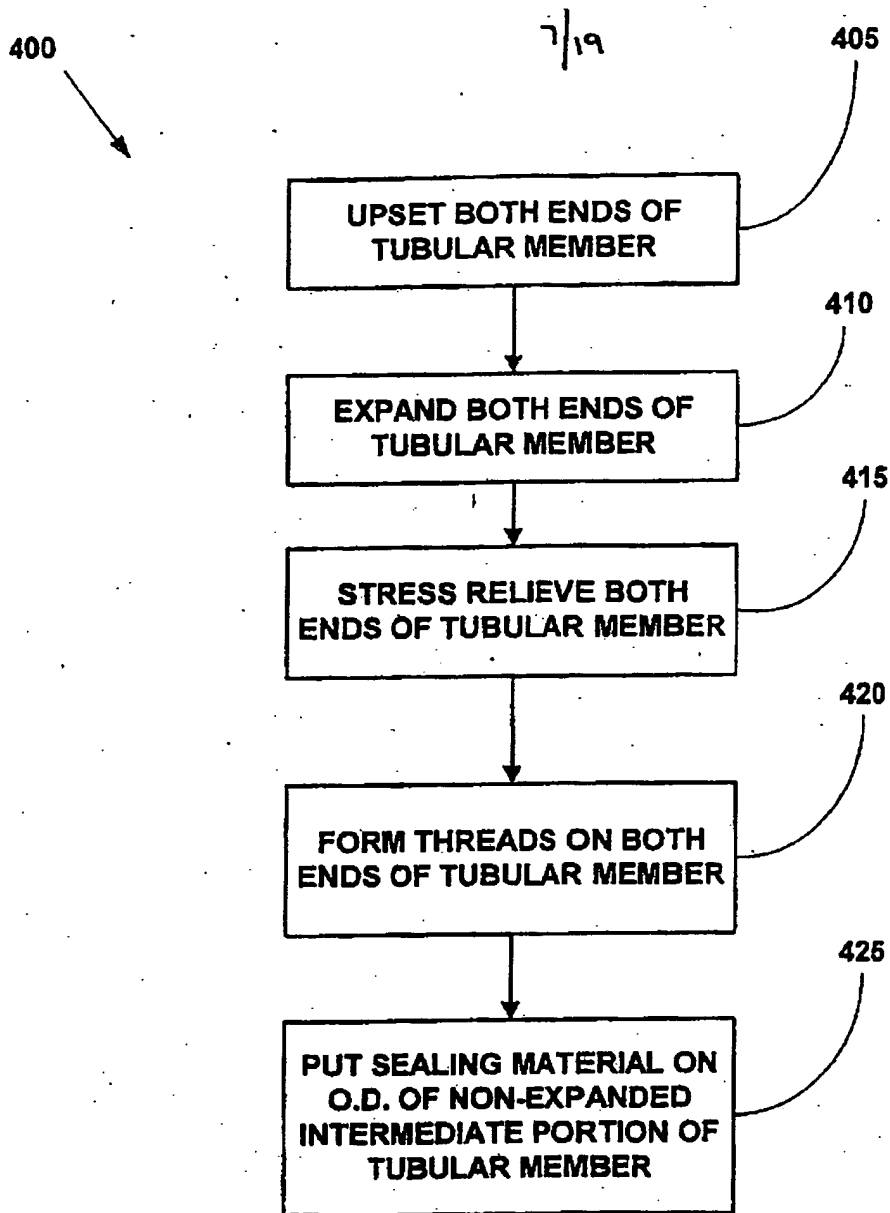 400
7/19
405
UPSET BOTH ENDS OF
TUBULAR MEMBER
410
EXPAND BOTH ENDS OF
TUBULAR MEMBER
415
STRESS RELIEVE BOTH
ENDS OF TUBULAR MEMBER
420
FORM THREADS ON BOTH
ENDS OF TUBULAR MEMBER
425
PUT SEALING MATERIAL ON
O.D. OF NON-EXPANDED
INTERMEDIATE PORTION OF
TUBULAR MEMBER